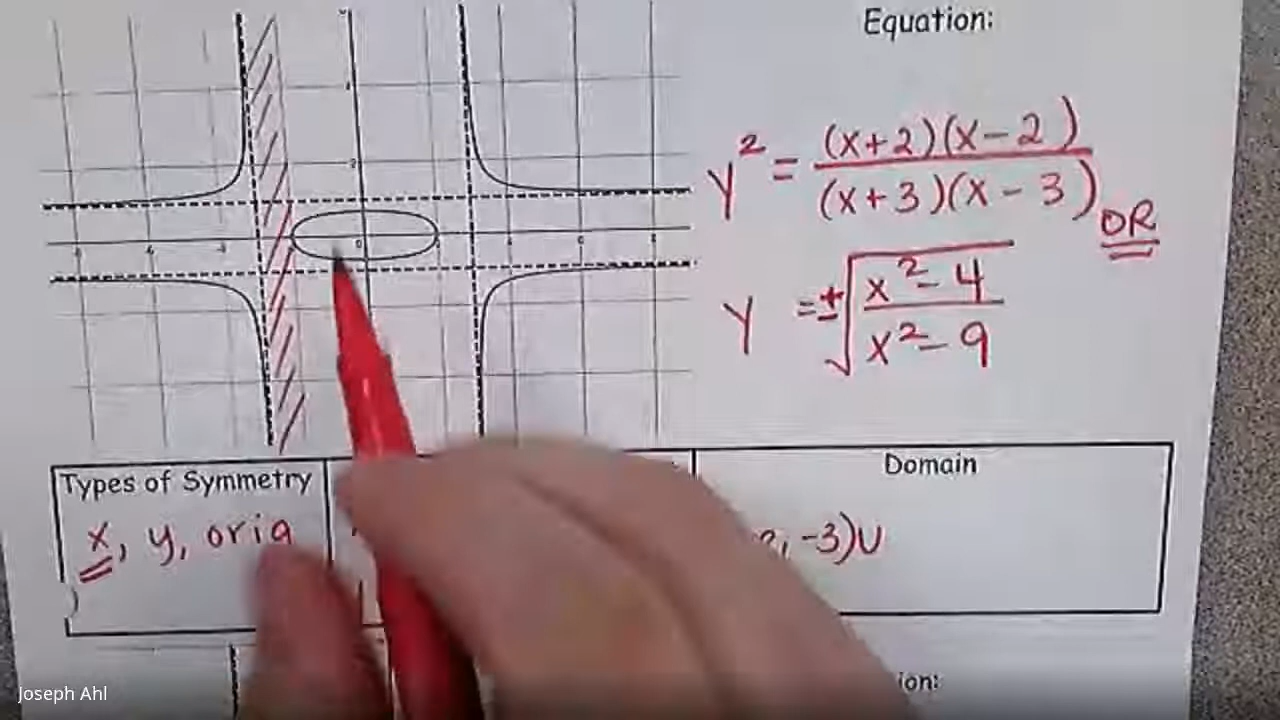 Equation:
y² = (x+2)(x-2) / (x+3)(x-3) OR
y = ±√(x²-4 / x²-9)
Types of Symmetry
Domain
x, y, orig
, -3)∪
ion:
Joseph Ahl